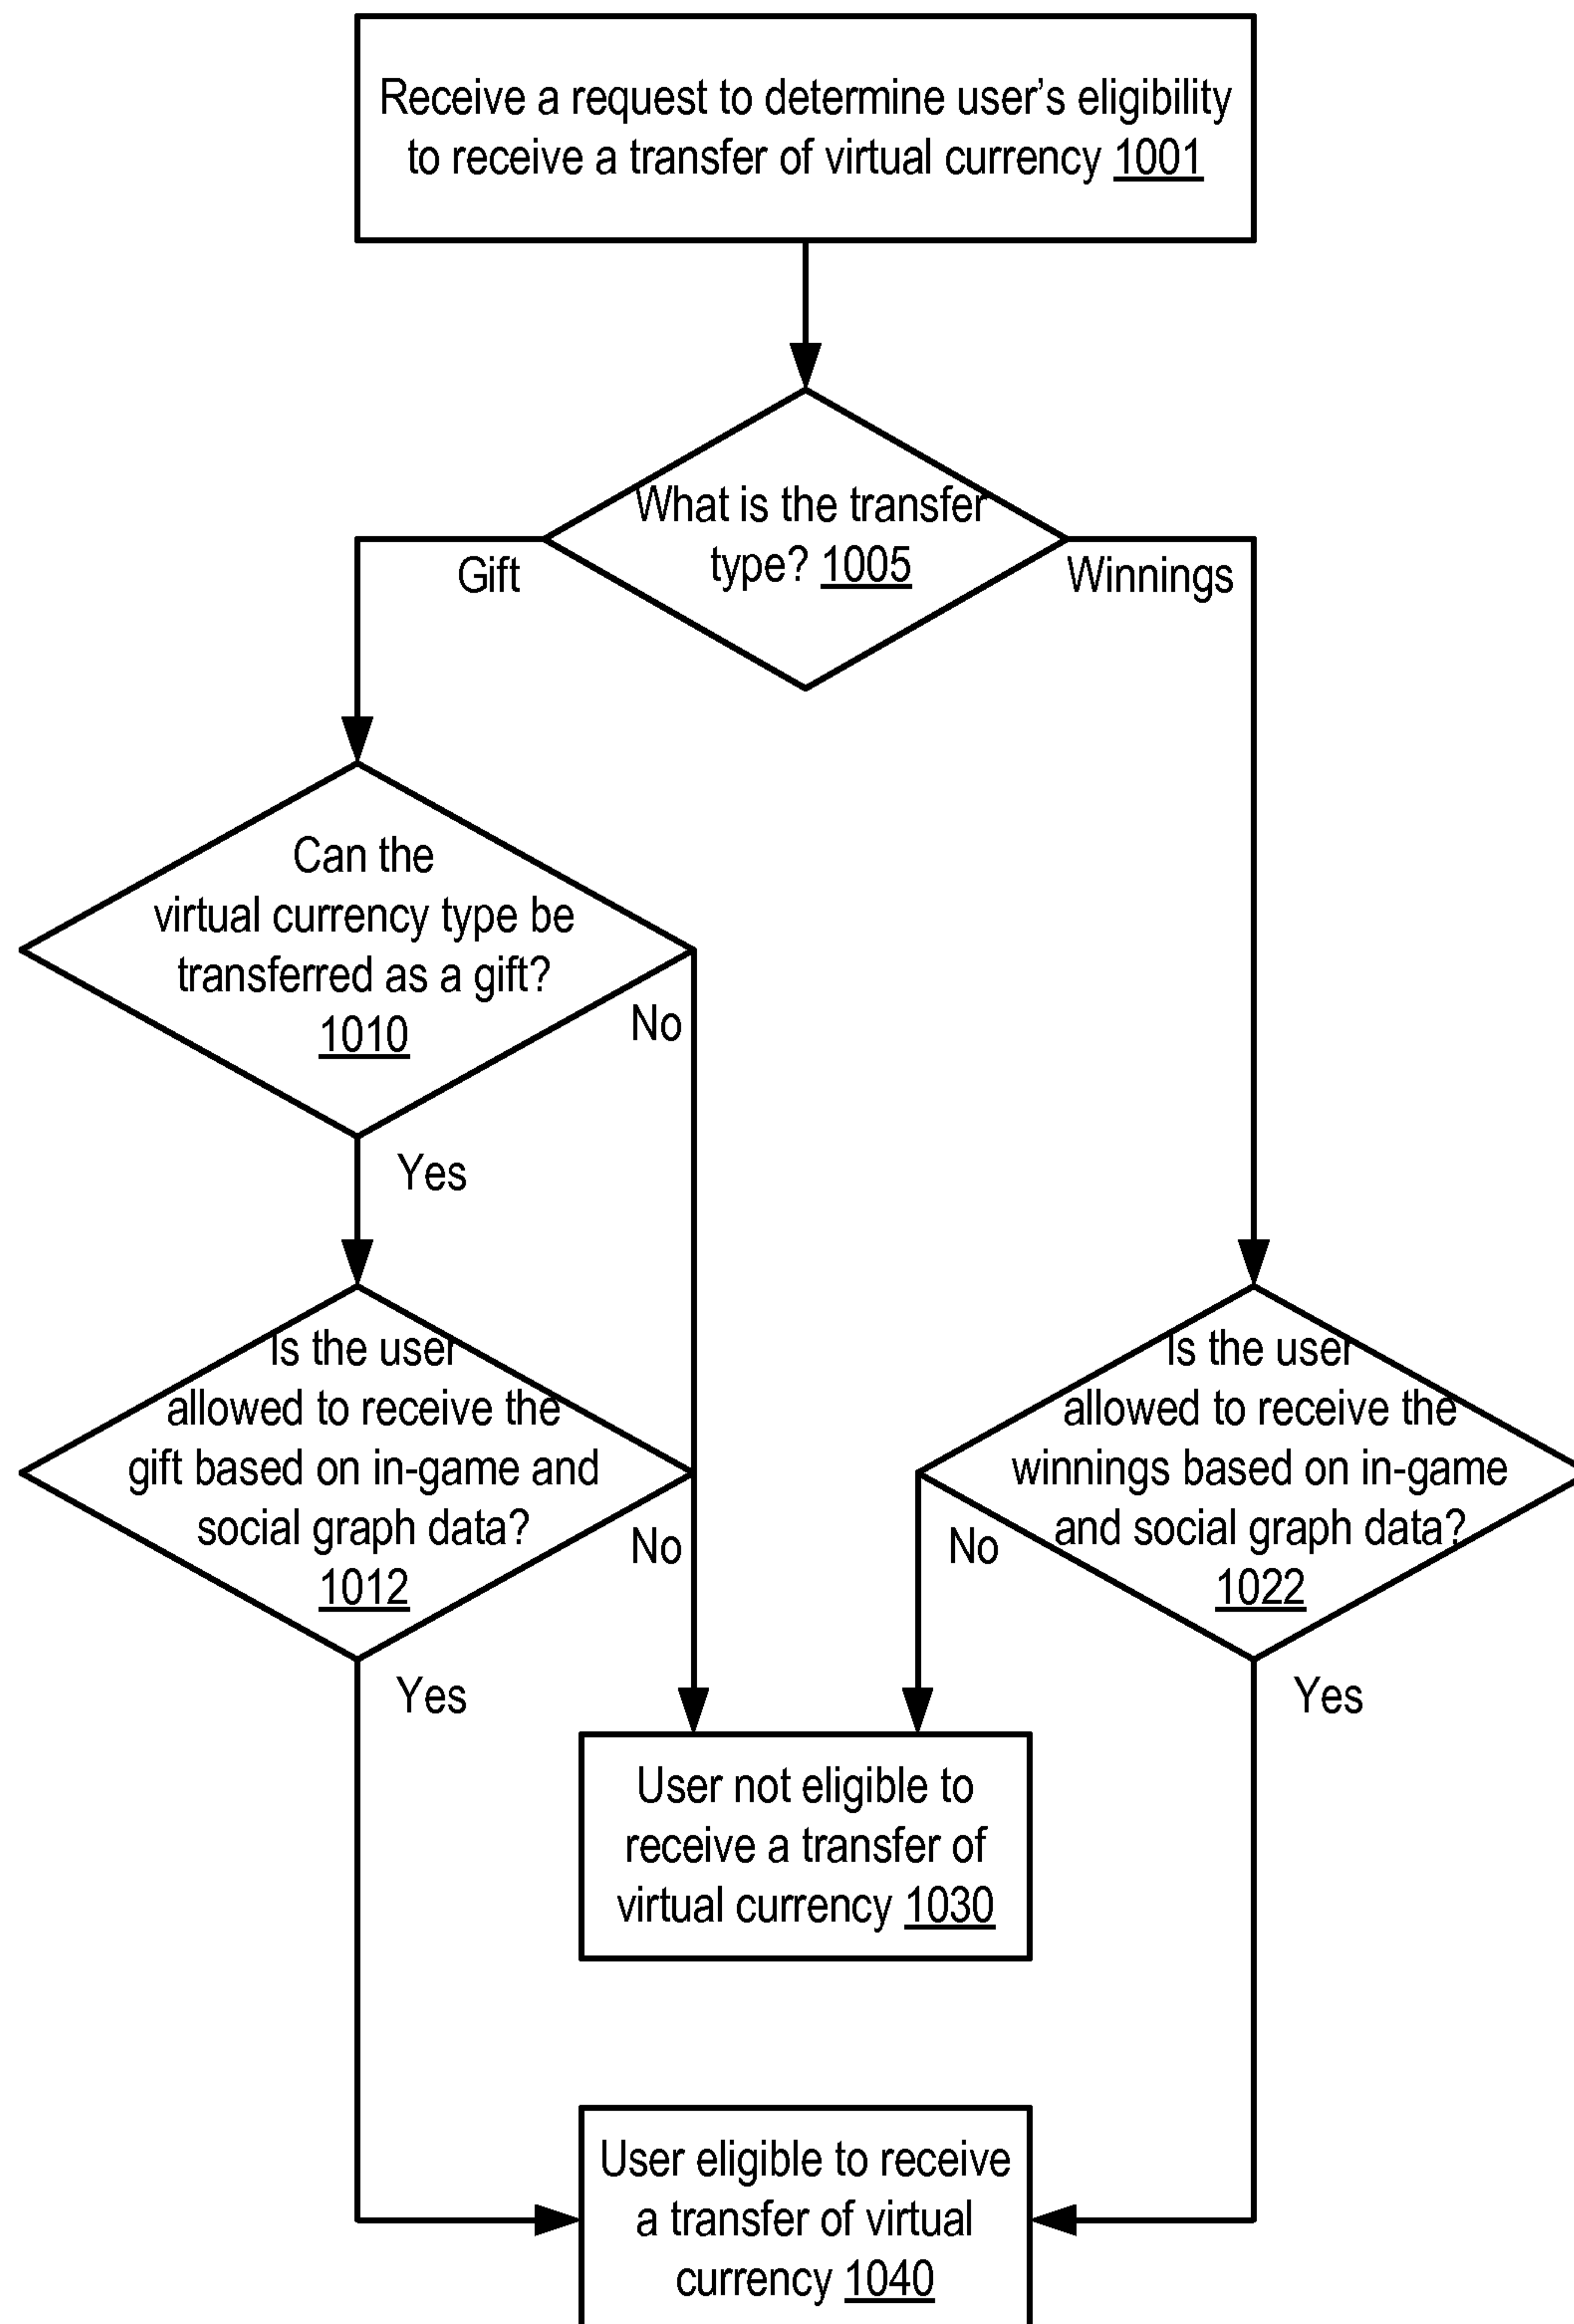 Receive a request to determine user's eligibility
to receive a transfer of virtual currency 1001
What is the transfer
type? 1005
Gift
Winnings
Can the
virtual currency type be
transferred as a gift?
1010
No
Yes
Is the user
allowed to receive the
gift based on in-game and
social graph data?
1012
No
Yes
Is the user
allowed to receive the
winnings based on in-game
and social graph data?
1022
No
Yes
User not eligible to
receive a transfer of
virtual currency 1030
User eligible to receive
a transfer of virtual
currency 1040